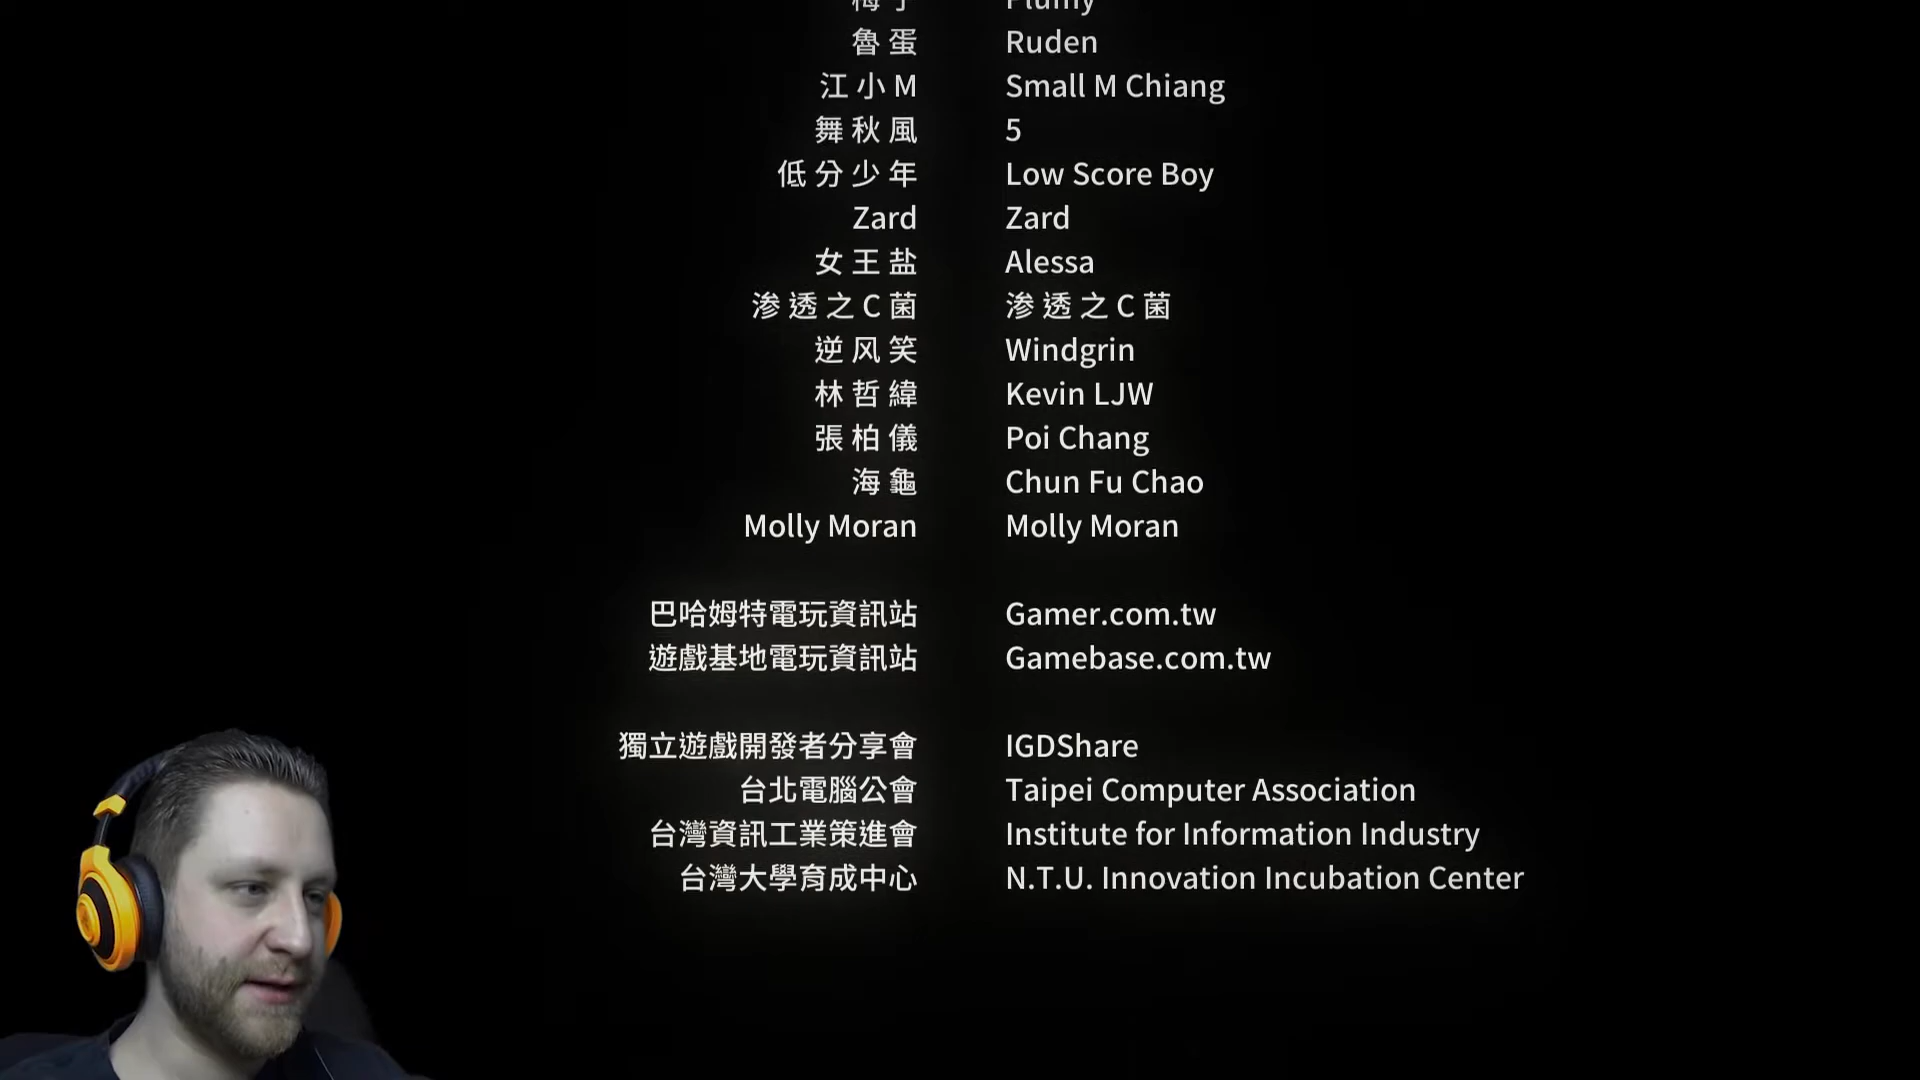 魯蛋 Ruden
江小M Small M Chiang
舞秋風 5
低分少年 Low Score Boy
Zard Zard
女王盐 Alessa
渗透之C菌 渗透之C菌
逆风笑 Windgrin
林哲緯 Kevin LJW
張柏儀 Poi Chang
海龜 Chun Fu Chao
Molly Moran Molly Moran
巴哈姆特電玩資訊站 Gamer.com.tw
遊戲基地電玩資訊站 Gamebase.com.tw
獨立遊戲開發者分享會 IGDShare
台北電腦公會 Taipei Computer Association
台灣資訊工業策進會 Institute for Information Industry
台灣大學育成中心 N.T.U. Innovation Incubation Center